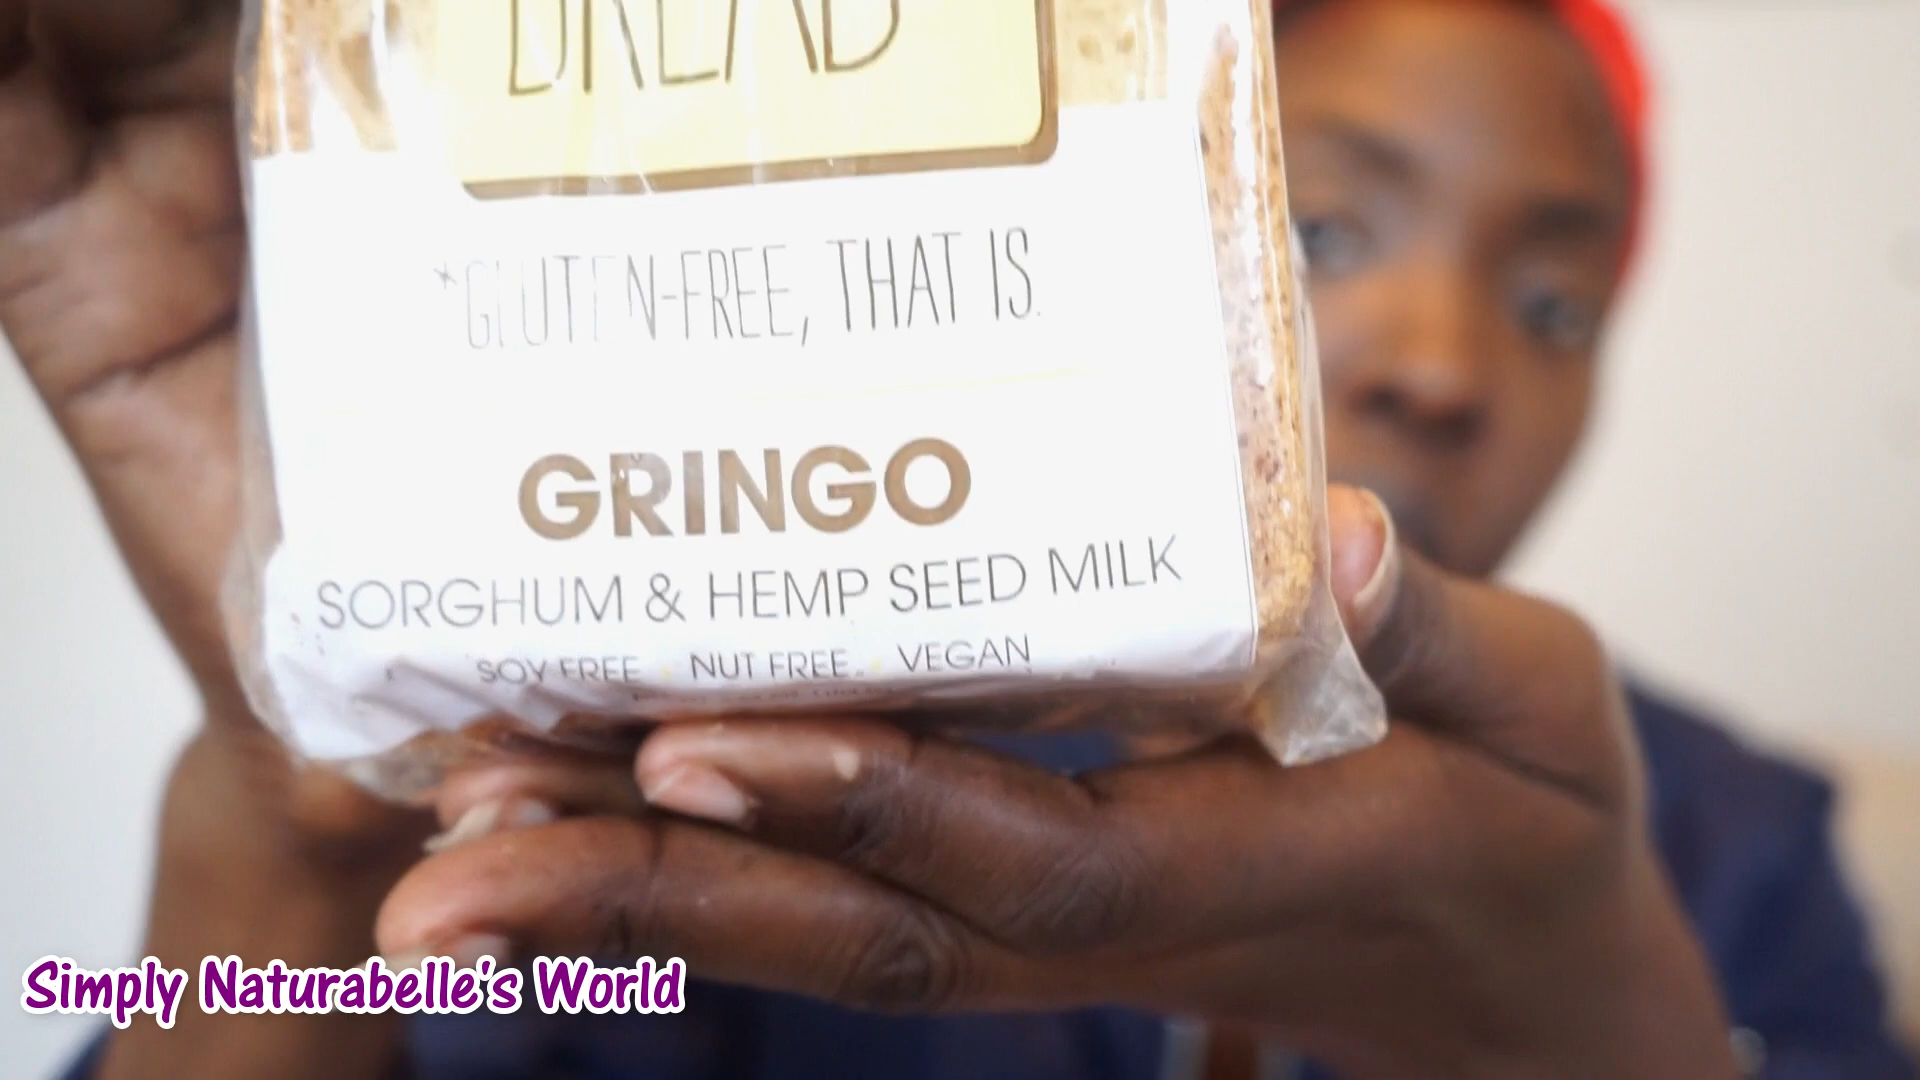 BREAD
*GLUTEN-FREE, THAT IS.
GRINGO
SORGHUM & HEMP SEED MILK
SOY FREE NUT FREE VEGAN
Simply Naturabelle's World